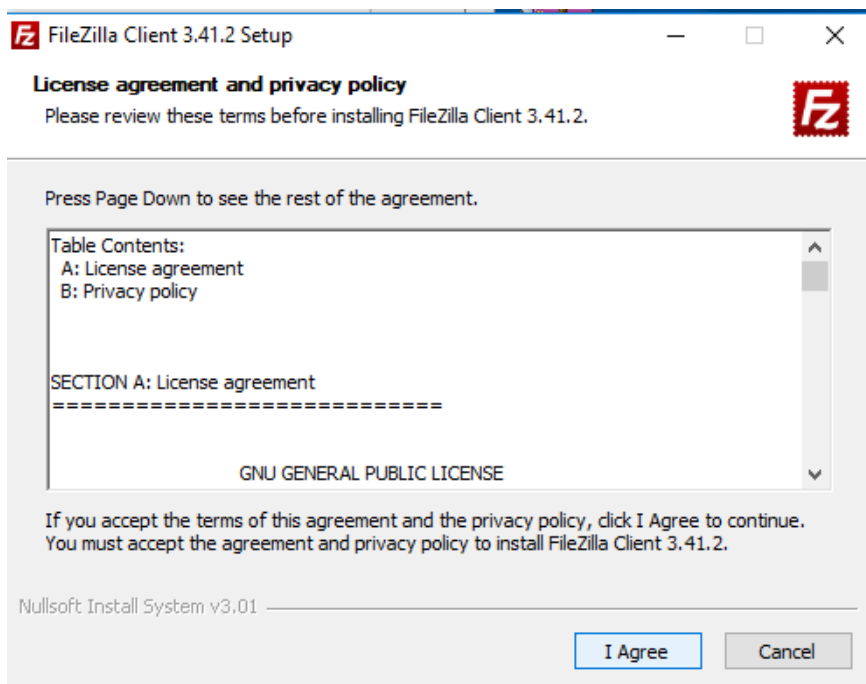 FileZilla Client 3.41.2 Setup
License agreement and privacy policy
Please review these terms before installing FileZilla Client 3.41.2.
Fz
Press Page Down to see the rest of the agreement.
Table Contents:
A: License agreement
B: Privacy policy
SECTION A: License agreement
============================
GNU GENERAL PUBLIC LICENSE
If you accept the terms of this agreement and the privacy policy, click I Agree to continue.
You must accept the agreement and privacy policy to install FileZilla Client 3.41.2.
Nullsoft Install System v3.01
I Agree
Cancel